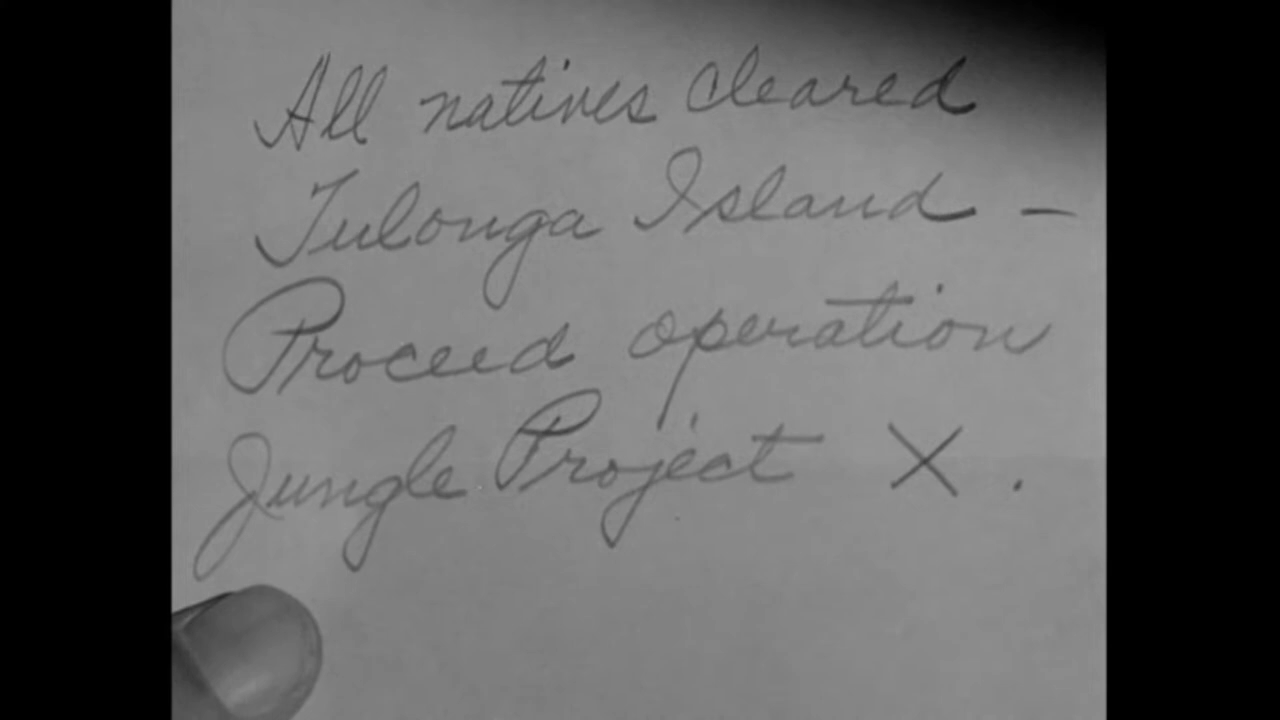 All natives cleared
Tulonga Island –
Proceed operation
Jungle Project X.